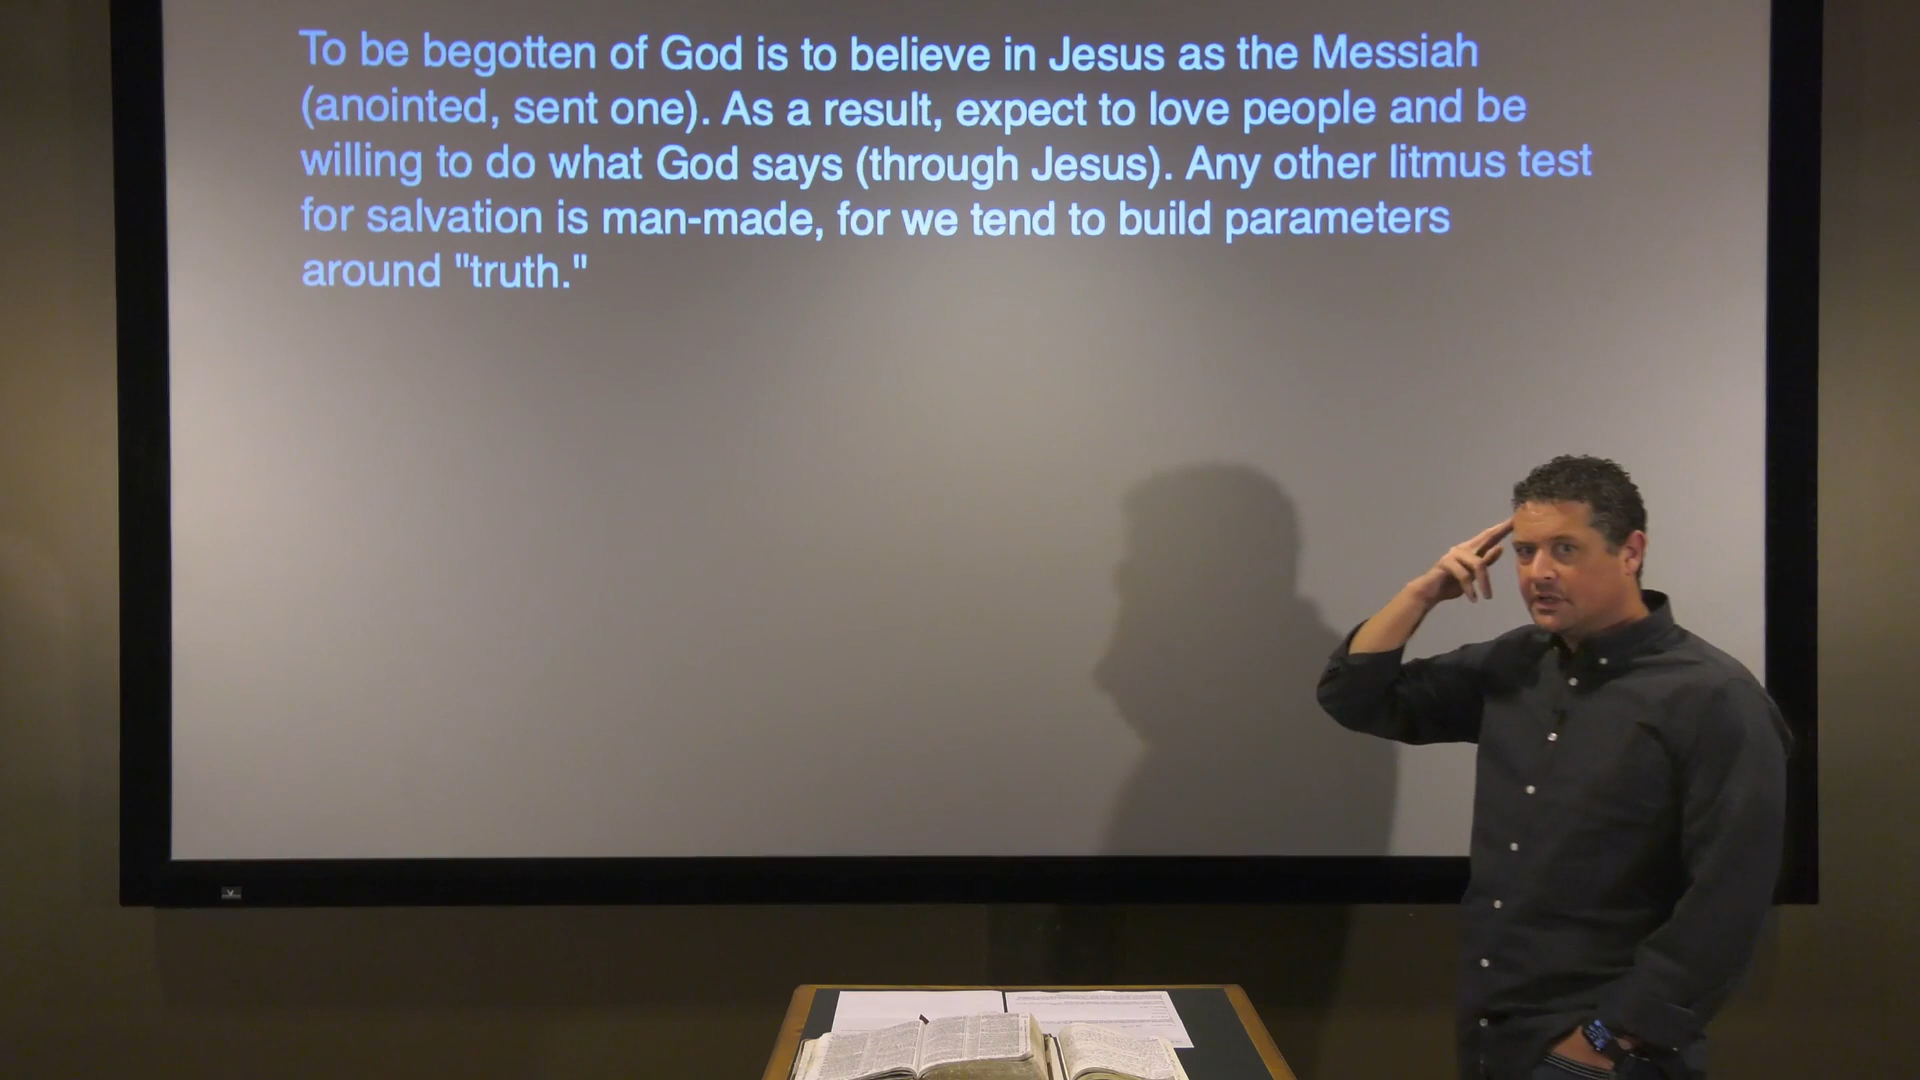 To be begotten of God is to believe in Jesus as the Messiah
(anointed, sent one). As a result, expect to love people and be
willing to do what God says (through Jesus). Any other litmus test
for salvation is man-made, for we tend to build parameters
around "truth."